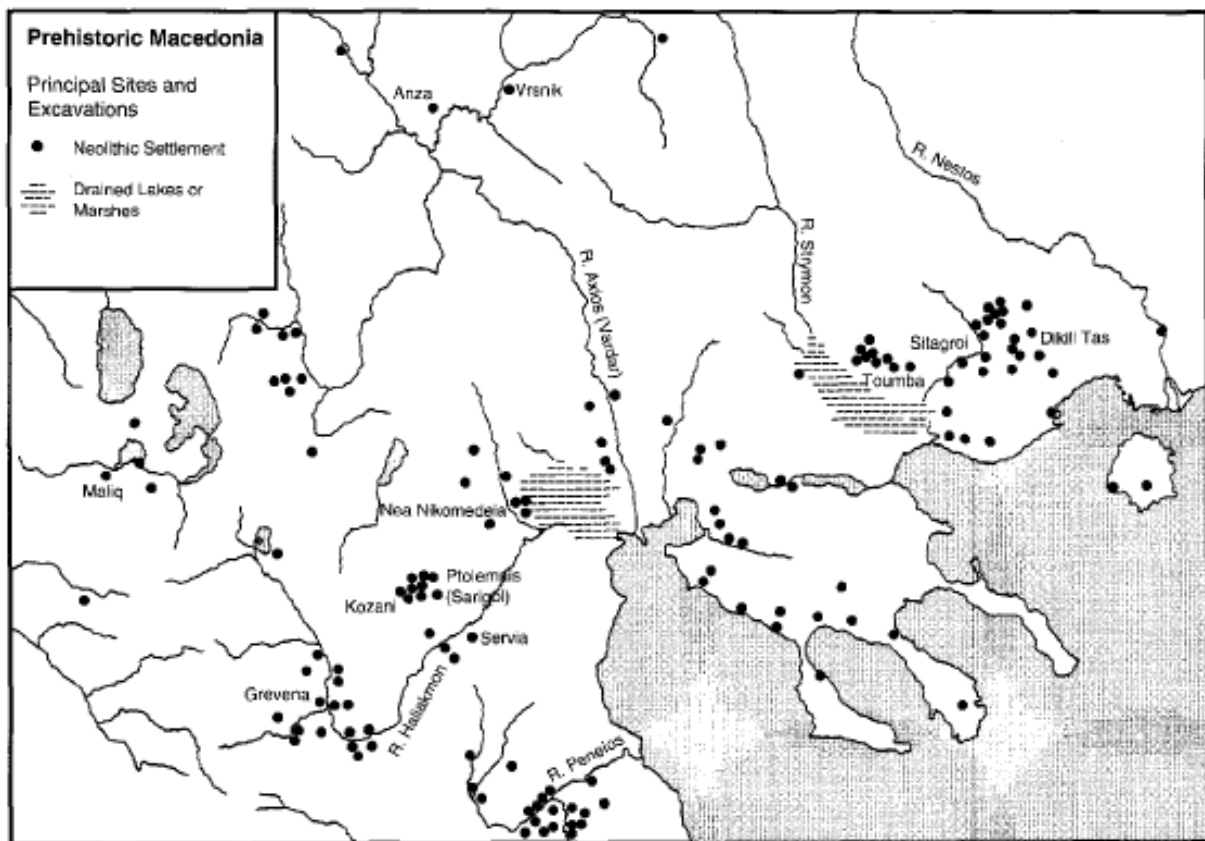 Prehistoric Macedonia
Principal Sites and
Excavations
Neolithic Settlement
Drained Lakes or
Marshes
Anza
Vrsnik
R. Nestos
R. Strymon
R. Axios (Vardar)
Sitagroi
Dikili Tas
Toumba
Maliq
Nea Nikomedeia
Ptolemais
(Sarigol)
Kozani
Servia
Grevena
R. Haliakmon
R. Peneios